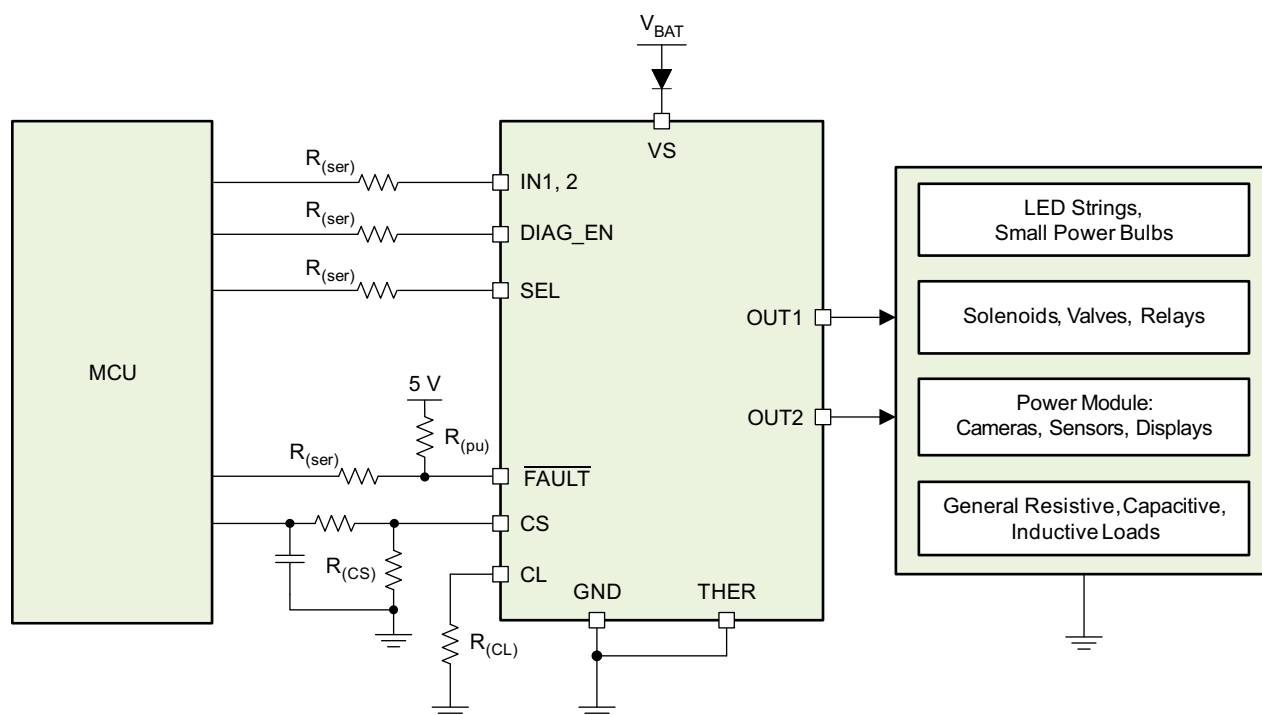 V_BAT
VS
R_(ser)
IN1, 2
R_(ser)
DIAG_EN
R_(ser)
SEL
MCU
5 V
R_(pu)
R_(ser)
FAULT
CS
R_(CS)
CL
R_(CL)
GND
THER
OUT1
OUT2
LED Strings,
Small Power Bulbs
Solenoids, Valves, Relays
Power Module:
Cameras, Sensors, Displays
General Resistive, Capacitive,
Inductive Loads